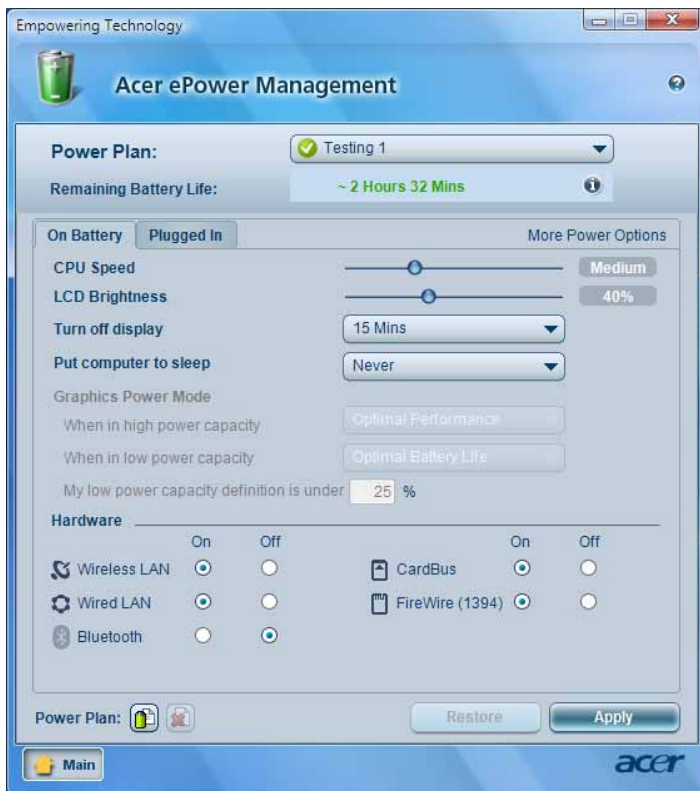 Empowering Technology
Acer ePower Management
Power Plan:
Testing 1
Remaining Battery Life:
~ 2 Hours 32 Mins
On Battery
Plugged In
More Power Options
CPU Speed
Medium
LCD Brightness
40%
Turn off display
15 Mins
Put computer to sleep
Never
Graphics Power Mode
When in high power capacity
Optimal Performance
When in low power capacity
Optimal Battery Life
My low power capacity definition is under 25 %
Hardware
On Off On Off
Wireless LAN
CardBus
Wired LAN
FireWire (1394)
Bluetooth
Power Plan:
Restore
Apply
Main
acer